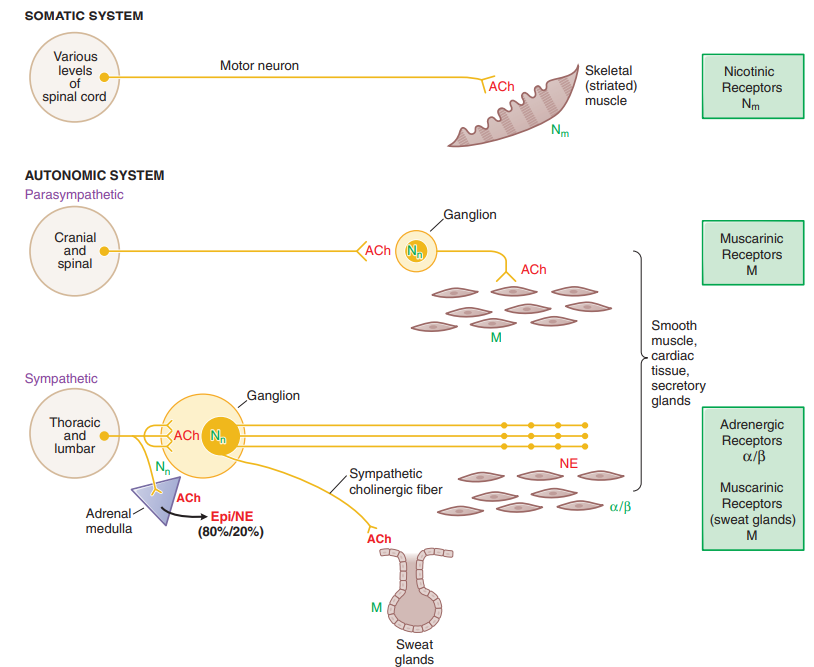 SOMATIC SYSTEM
Various
levels
of
spinal cord
Motor neuron
ACh
Skeletal
(striated)
muscle
Nm
Nicotinic
Receptors
Nm
AUTONOMIC SYSTEM
Parasympathetic
Cranial
and
spinal
ACh
Nn
Ganglion
ACh
M
Muscarinic
Receptors
M
Smooth
muscle,
cardiac
tissue,
secretory
glands
Sympathetic
Thoracic
and
lumbar
ACh
Nn
Ganglion
NE
α/β
Nn
ACh
Adrenal
medulla
Epi/NE
(80%/20%)
Sympathetic
cholinergic fiber
ACh
M
Sweat
glands
Adrenergic
Receptors
α/β
Muscarinic
Receptors
(sweat glands)
M